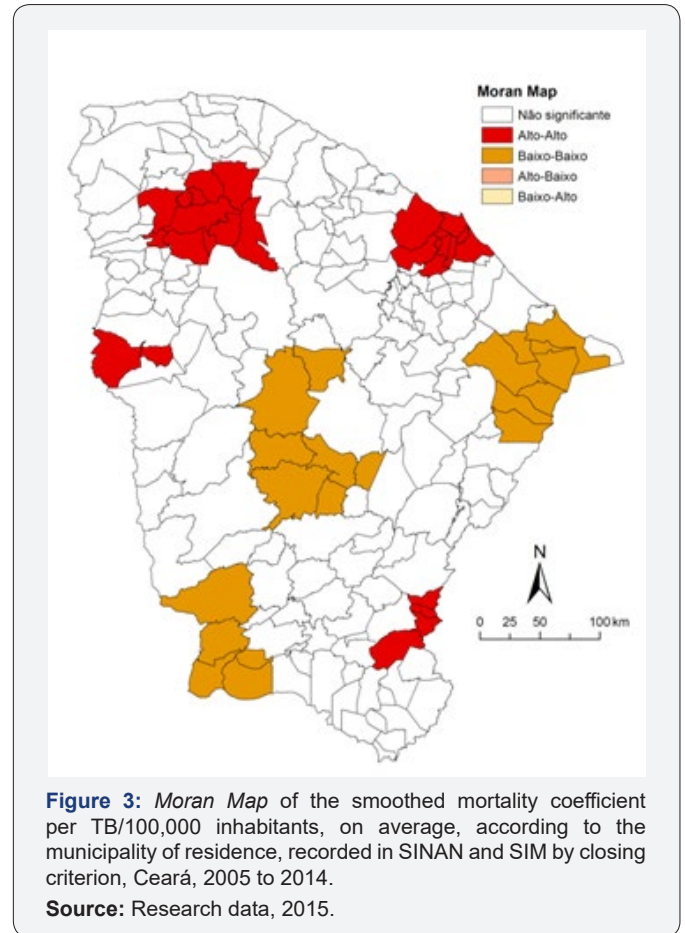 Moran Map
Não significante
Alto-Alto
Baixo-Baixo
Alto-Baixo
Baixo-Alto
N
0 25 50 100 km
Figure 3: Moran Map of the smoothed mortality coefficient
per TB/100,000 inhabitants, on average, according to the
municipality of residence, recorded in SINAN and SIM by closing
criterion, Ceará, 2005 to 2014.
Source: Research data, 2015.